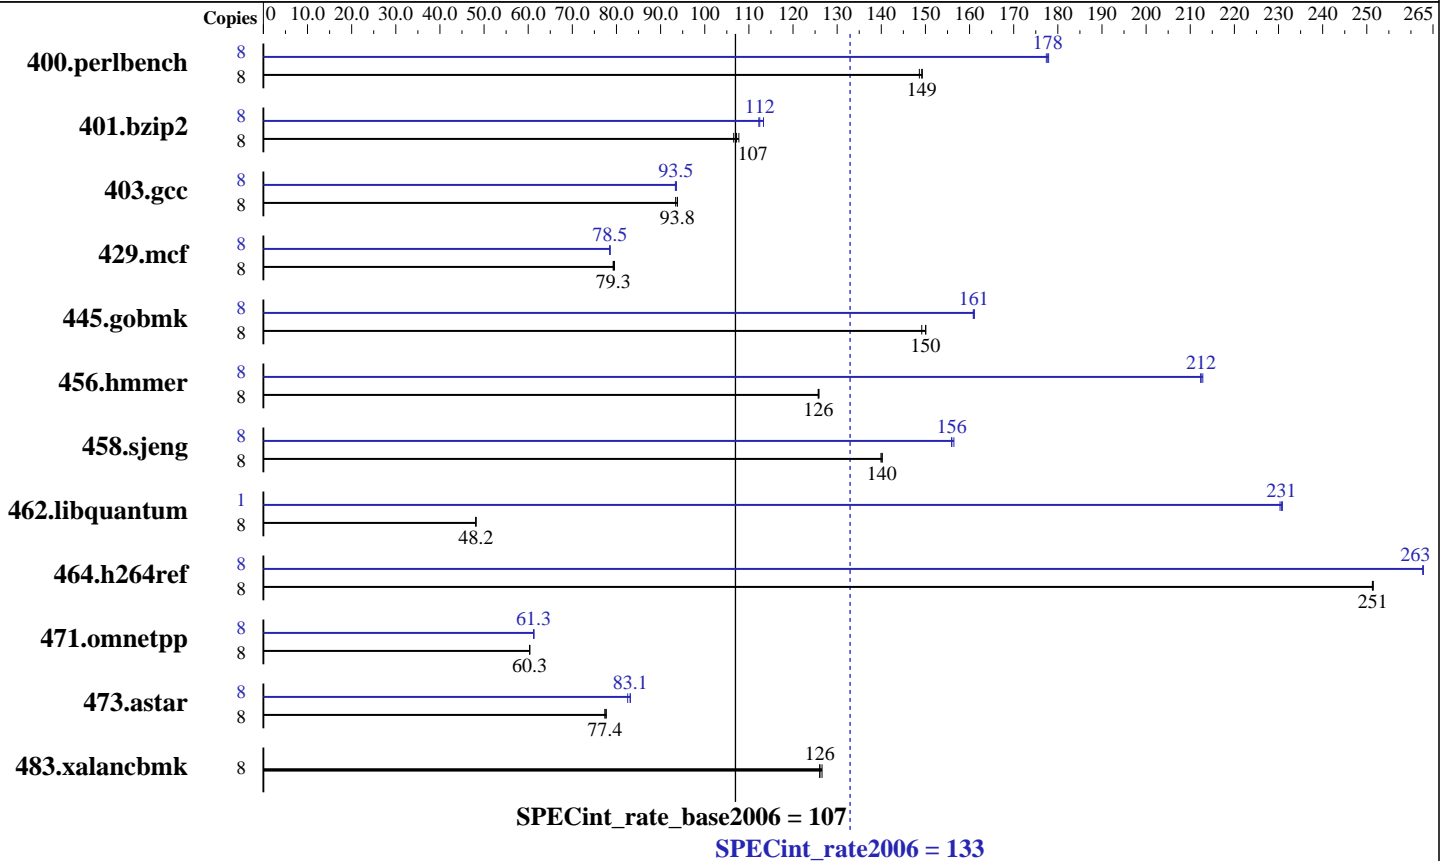 Copies 0 10.0 20.0 30.0 40.0 50.0 60.0 70.0 80.0 90.0 100 110 120 130 140 150 160 170 180 190 200 210 220 230 240 250 265
400.perlbench 8 178
8 149
401.bzip2 8 112
8 107
403.gcc 8 93.5
8 93.8
429.mcf 8 78.5
8 79.3
445.gobmk 8 161
8 150
456.hmmer 8 212
8 126
458.sjeng 8 156
8 140
462.libquantum 1 231
8 48.2
464.h264ref 8 263
8 251
471.omnetpp 8 61.3
8 60.3
473.astar 8 83.1
8 77.4
483.xalancbmk 8 126
SPECint_rate_base2006 = 107
SPECint_rate2006 = 133